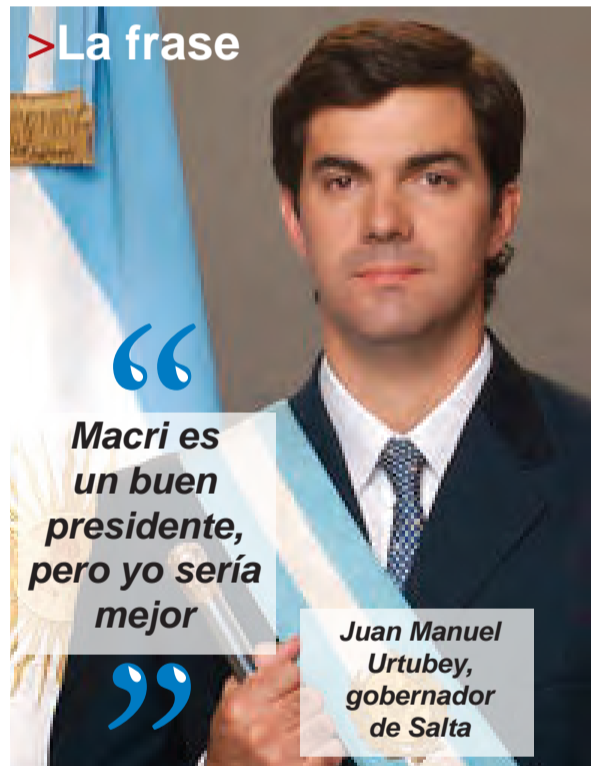 >La frase
“
Macri es
un buen
presidente,
pero yo sería
mejor
”
Juan Manuel
Urtubey,
gobernador
de Salta